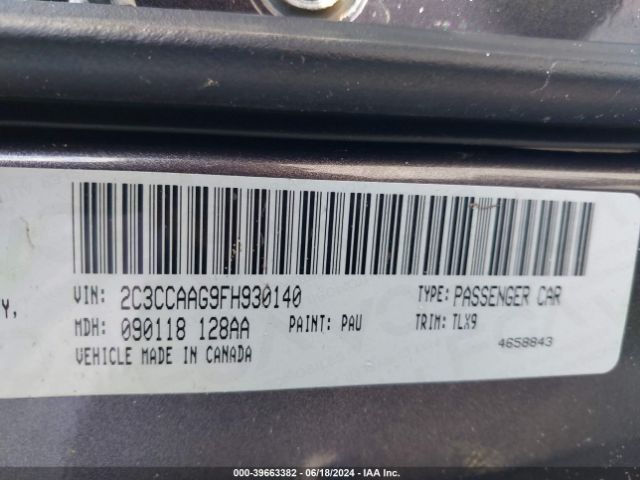 VIN: 2C3CCAAG9FH930140 TYPE: PASSENGER CAR
Y, MDH: 090118 128AA PAINT: PAU TRIM: TLX9
VEHICLE MADE IN CANADA 4658843
000-39663382 | 06/18/2024 - IAA Inc.